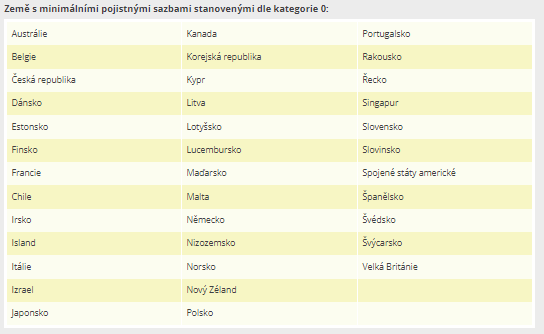 Země s minimálními pojistnými sazbami stanovenými dle kategorie 0:
Austrálie Kanada Portugalsko
Belgie Korejská republika Rakousko
Česká republika Kypr Řecko
Dánsko Litva Singapur
Estonsko Lotyšsko Slovensko
Finsko Lucembursko Slovinsko
Francie Maďarsko Spojené státy americké
Chile Malta Španělsko
Irsko Německo Švédsko
Island Nizozemsko Švýcarsko
Itálie Norsko Velká Británie
Izrael Nový Zéland
Japonsko Polsko